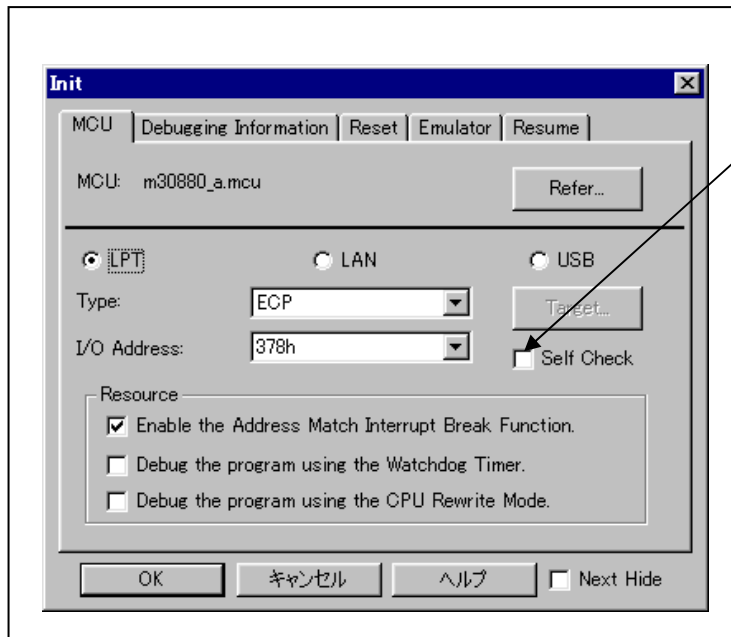 Init
MCU Debugging Information Reset Emulator Resume
MCU: m30880_a.mcu Refer...
LPT LAN USB
Type: ECP Target...
I/O Address: 378h Self Check
Resource
Enable the Address Match Interrupt Break Function.
Debug the program using the Watchdog Timer.
Debug the program using the CPU Rewrite Mode.
OK キャンセル ヘルプ Next Hide